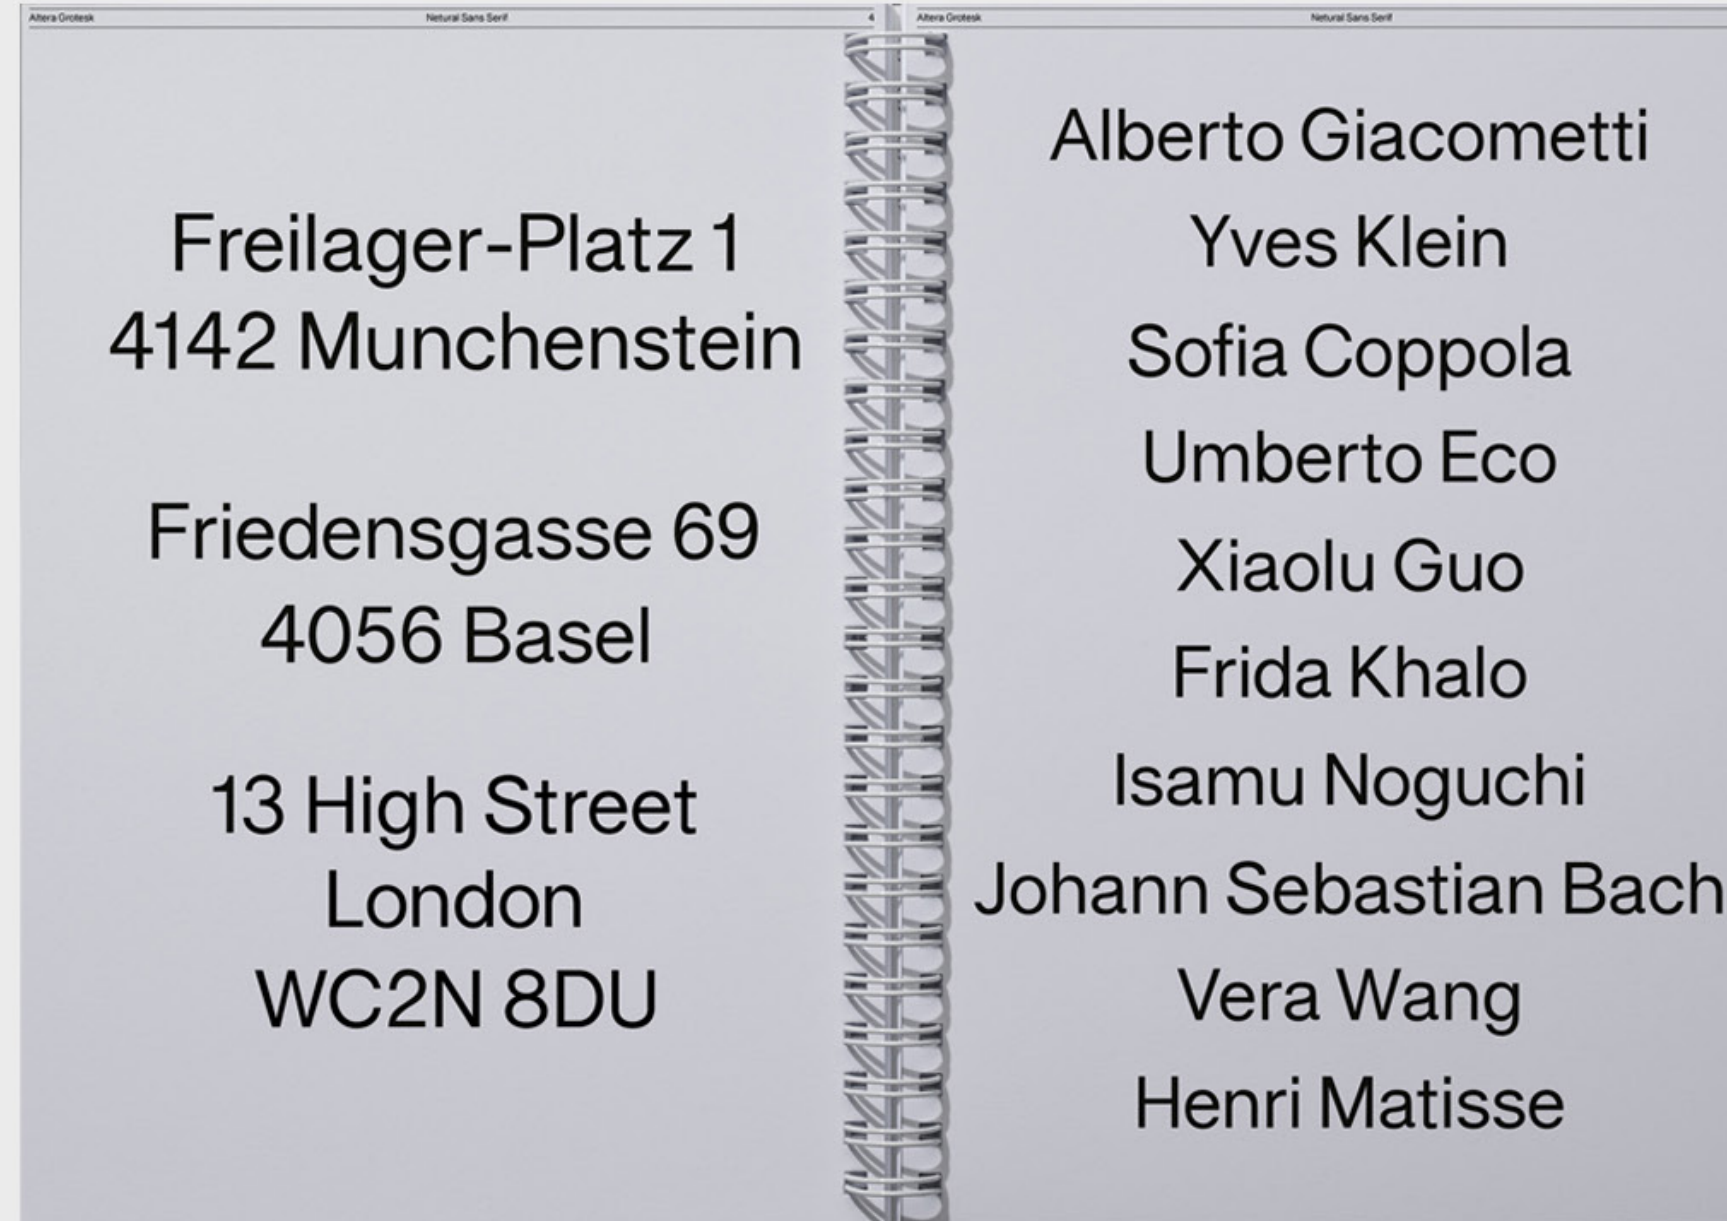 Altera Grotesk Netural Sans Serif 4
Freilager-Platz 1
4142 Munchenstein
Friedensgasse 69
4056 Basel
13 High Street
London
WC2N 8DU
Altera Grotesk Netural Sans Serif
Alberto Giacometti
Yves Klein
Sofia Coppola
Umberto Eco
Xiaolu Guo
Frida Khalo
Isamu Noguchi
Johann Sebastian Bach
Vera Wang
Henri Matisse